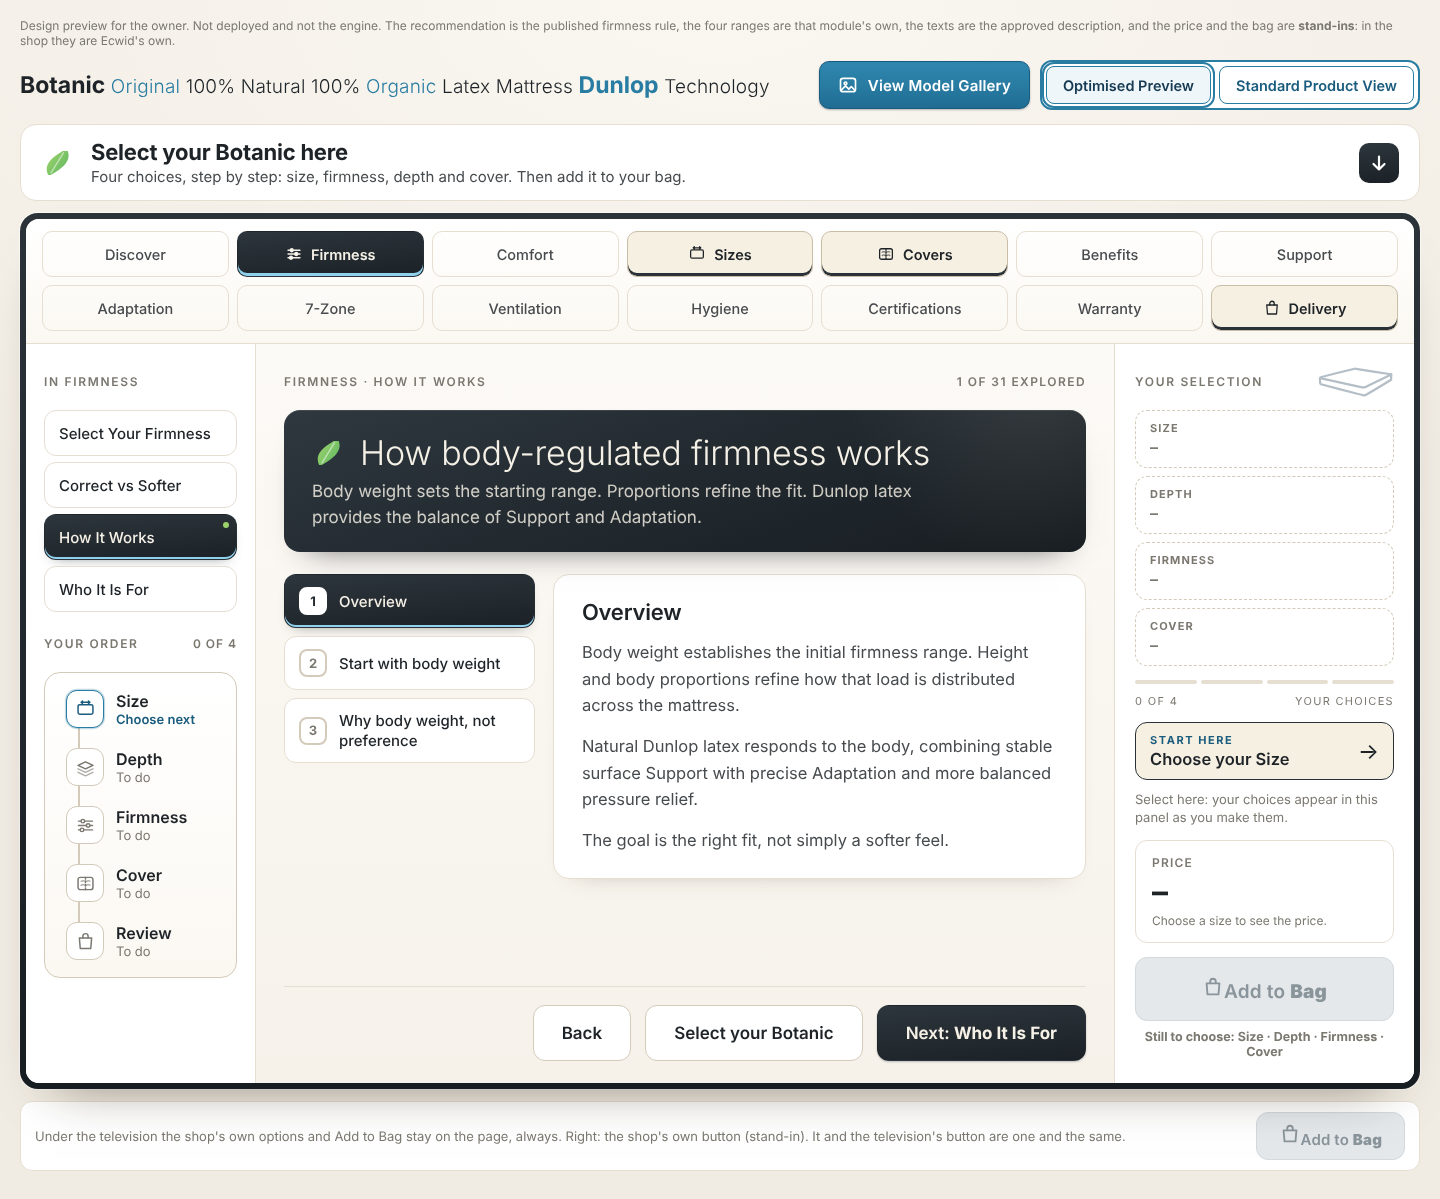 Design preview for the owner. Not deployed and not the engine. The recommendation is the published firmness rule, the four ranges are that module's own, the texts are the approved description, and the price and the bag are stand-ins: in the
shop they are Ecwid's own.
Botanic Original 100% Natural 100% Organic Latex Mattress Dunlop Technology
View Model Gallery
Optimised Preview
Standard Product View
Select your Botanic here
Four choices, step by step: size, firmness, depth and cover. Then add it to your bag.
Discover
Firmness
Comfort
Sizes
Covers
Benefits
Support
Adaptation
7-Zone
Ventilation
Hygiene
Certifications
Warranty
Delivery
IN FIRMNESS
Select Your Firmness
Correct vs Softer
How It Works
Who It Is For
YOUR ORDER
0 OF 4
Size
Choose next
Depth
To do
Firmness
To do
Cover
To do
Review
To do
FIRMNESS · HOW IT WORKS
1 OF 31 EXPLORED
How body-regulated firmness works
Body weight sets the starting range. Proportions refine the fit. Dunlop latex
provides the balance of Support and Adaptation.
1 Overview
2 Start with body weight
3 Why body weight, not
preference
Overview
Body weight establishes the initial firmness range. Height
and body proportions refine how that load is distributed
across the mattress.
Natural Dunlop latex responds to the body, combining stable
surface Support with precise Adaptation and more balanced
pressure relief.
The goal is the right fit, not simply a softer feel.
Back
Select your Botanic
Next: Who It Is For
YOUR SELECTION
SIZE
–
DEPTH
–
FIRMNESS
–
COVER
–
0 OF 4
YOUR CHOICES
START HERE
Choose your Size
Select here: your choices appear in this
panel as you make them.
PRICE
–
Choose a size to see the price.
Add to Bag
Still to choose: Size · Depth · Firmness ·
Cover
Under the television the shop's own options and Add to Bag stay on the page, always. Right: the shop's own button (stand-in). It and the television's button are one and the same.
Add to Bag